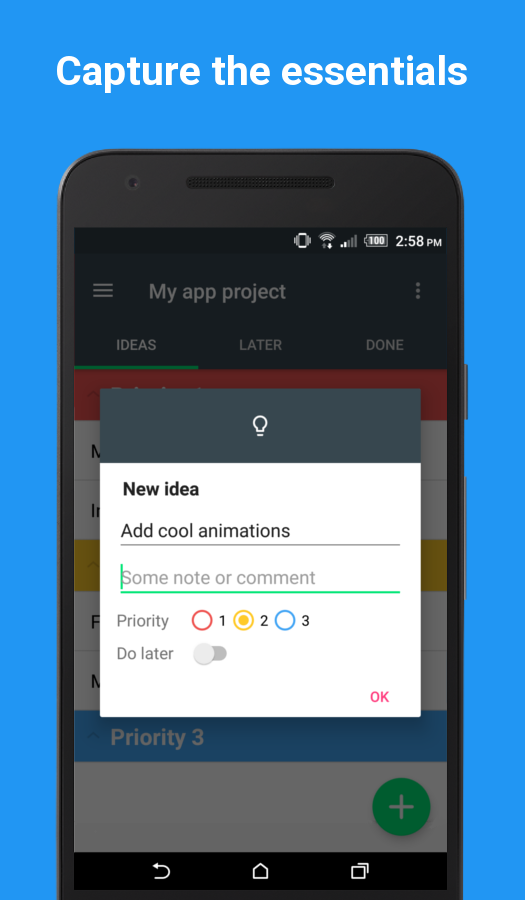 Capture the essentials
100 2:58 PM
My app project
IDEAS LATER DONE
New idea
Add cool animations
Some note or comment
Priority 1 2 3
Do later
OK
Priority 3